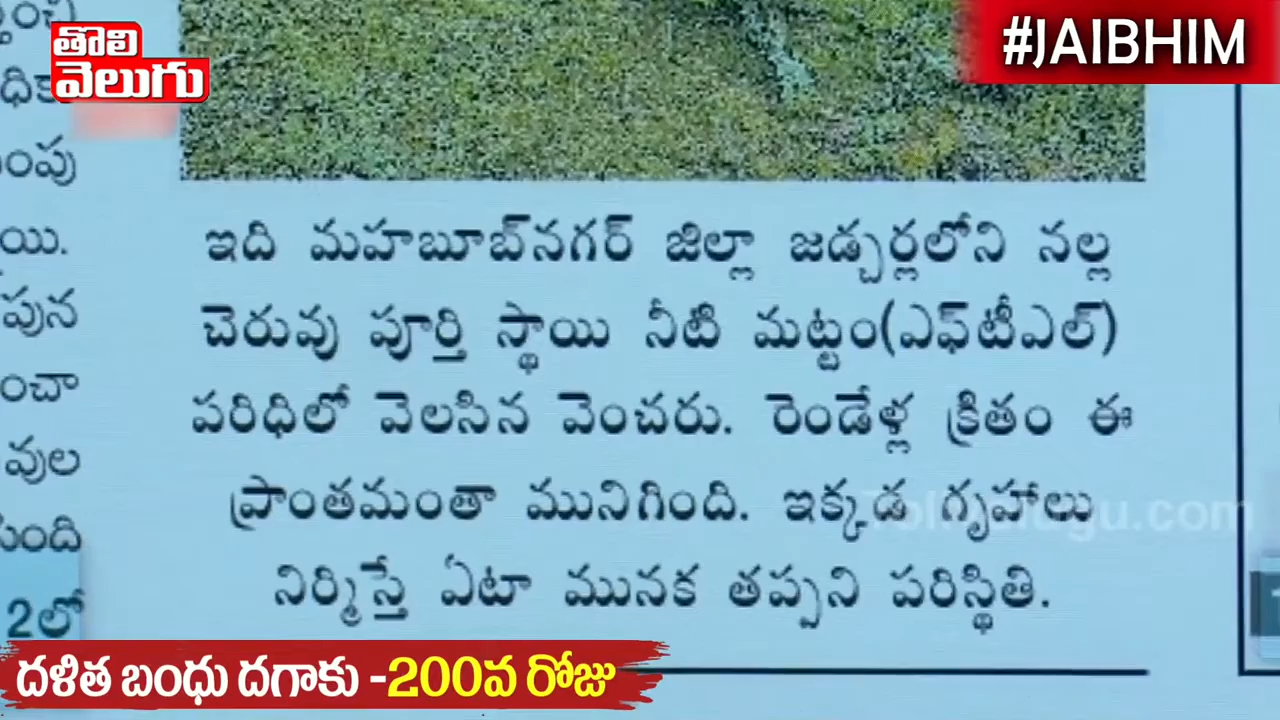 తొలి
వెలుగు
#JAIBHIM
ంపు
యి.
ంచా
వుల
2లో
ఇది మహబూబ్‌నగర్ జిల్లా జడ్చర్లలోని నల్ల
చెరువు పూర్తి స్థాయి నీటి మట్టం(ఎఫ్‌టీఎల్)
పరిధిలో వెలసిన వెంచరు. రెండేళ్ల క్రితం ఈ
ప్రాంతమంతా మునిగింది. ఇక్కడ గృహాలు
నిర్మిస్తే ఏటా మునక తప్పని పరిస్థితి.
దళిత బంధు దగాకు -200వ రోజు